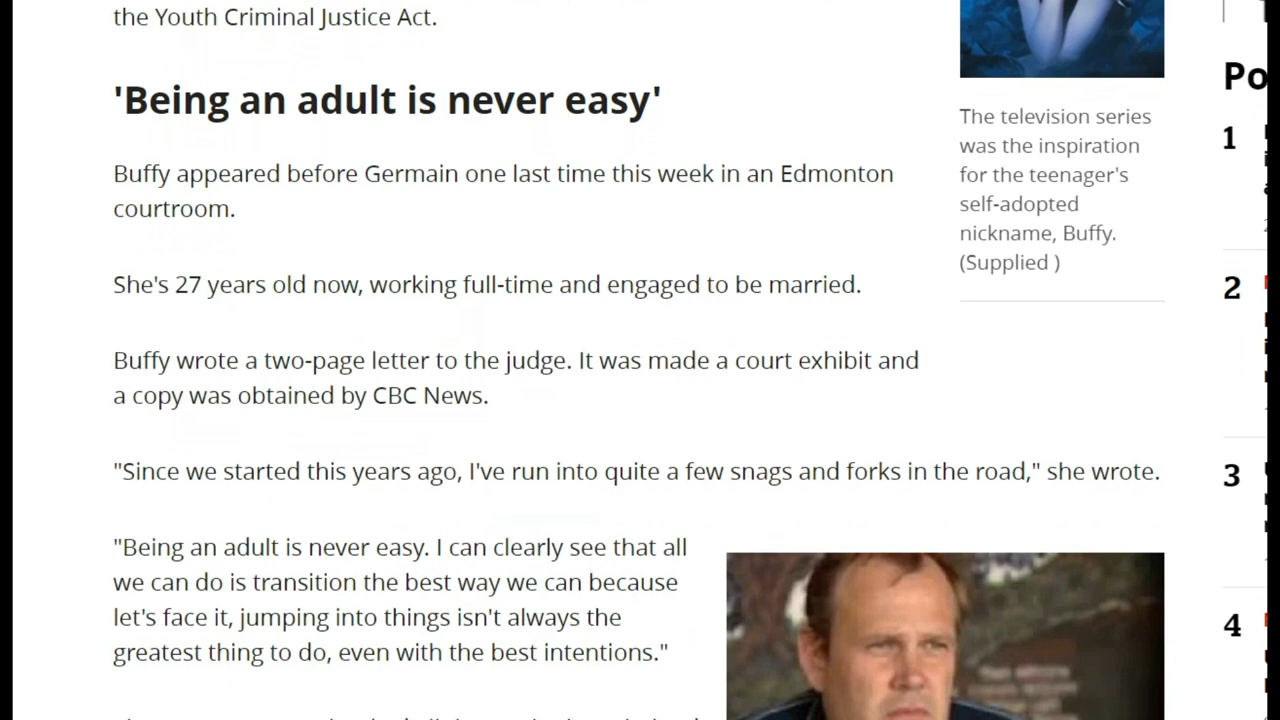 the Youth Criminal Justice Act.
'Being an adult is never easy'
Buffy appeared before Germain one last time this week in an Edmonton
courtroom.
She's 27 years old now, working full-time and engaged to be married.
Buffy wrote a two-page letter to the judge. It was made a court exhibit and
a copy was obtained by CBC News.
"Since we started this years ago, I've run into quite a few snags and forks in the road," she wrote.
"Being an adult is never easy. I can clearly see that all
we can do is transition the best way we can because
let's face it, jumping into things isn't always the
greatest thing to do, even with the best intentions."
The television series
was the inspiration
for the teenager's
self-adopted
nickname, Buffy.
(Supplied )
Po
1
2
3
4